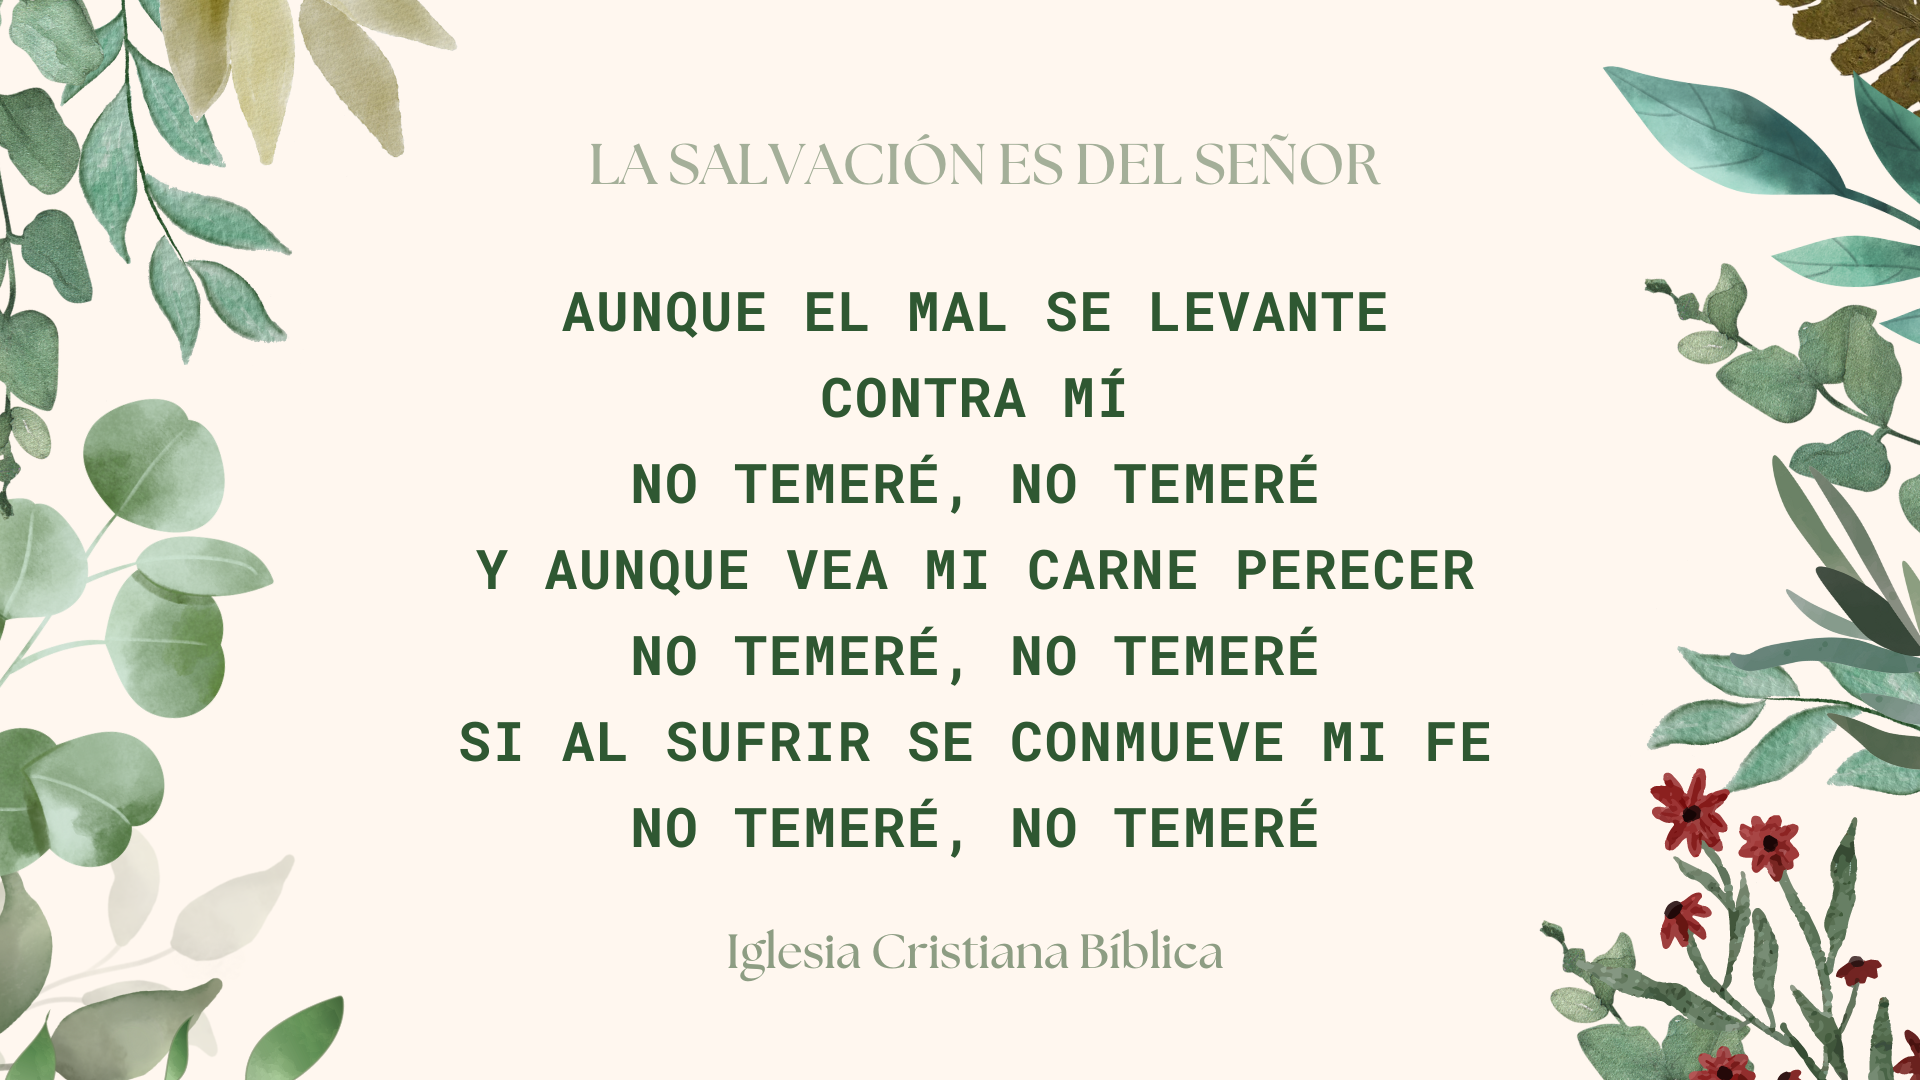 LA SALVACIÓN ES DEL SEÑOR
AUNQUE EL MAL SE LEVANTE
CONTRA MÍ
NO TEMERÉ, NO TEMERÉ
Y AUNQUE VEA MI CARNE PERECER
NO TEMERÉ, NO TEMERÉ
SI AL SUFRIR SE CONMUEVE MI FE
NO TEMERÉ, NO TEMERÉ
Iglesia Cristiana Bíblica